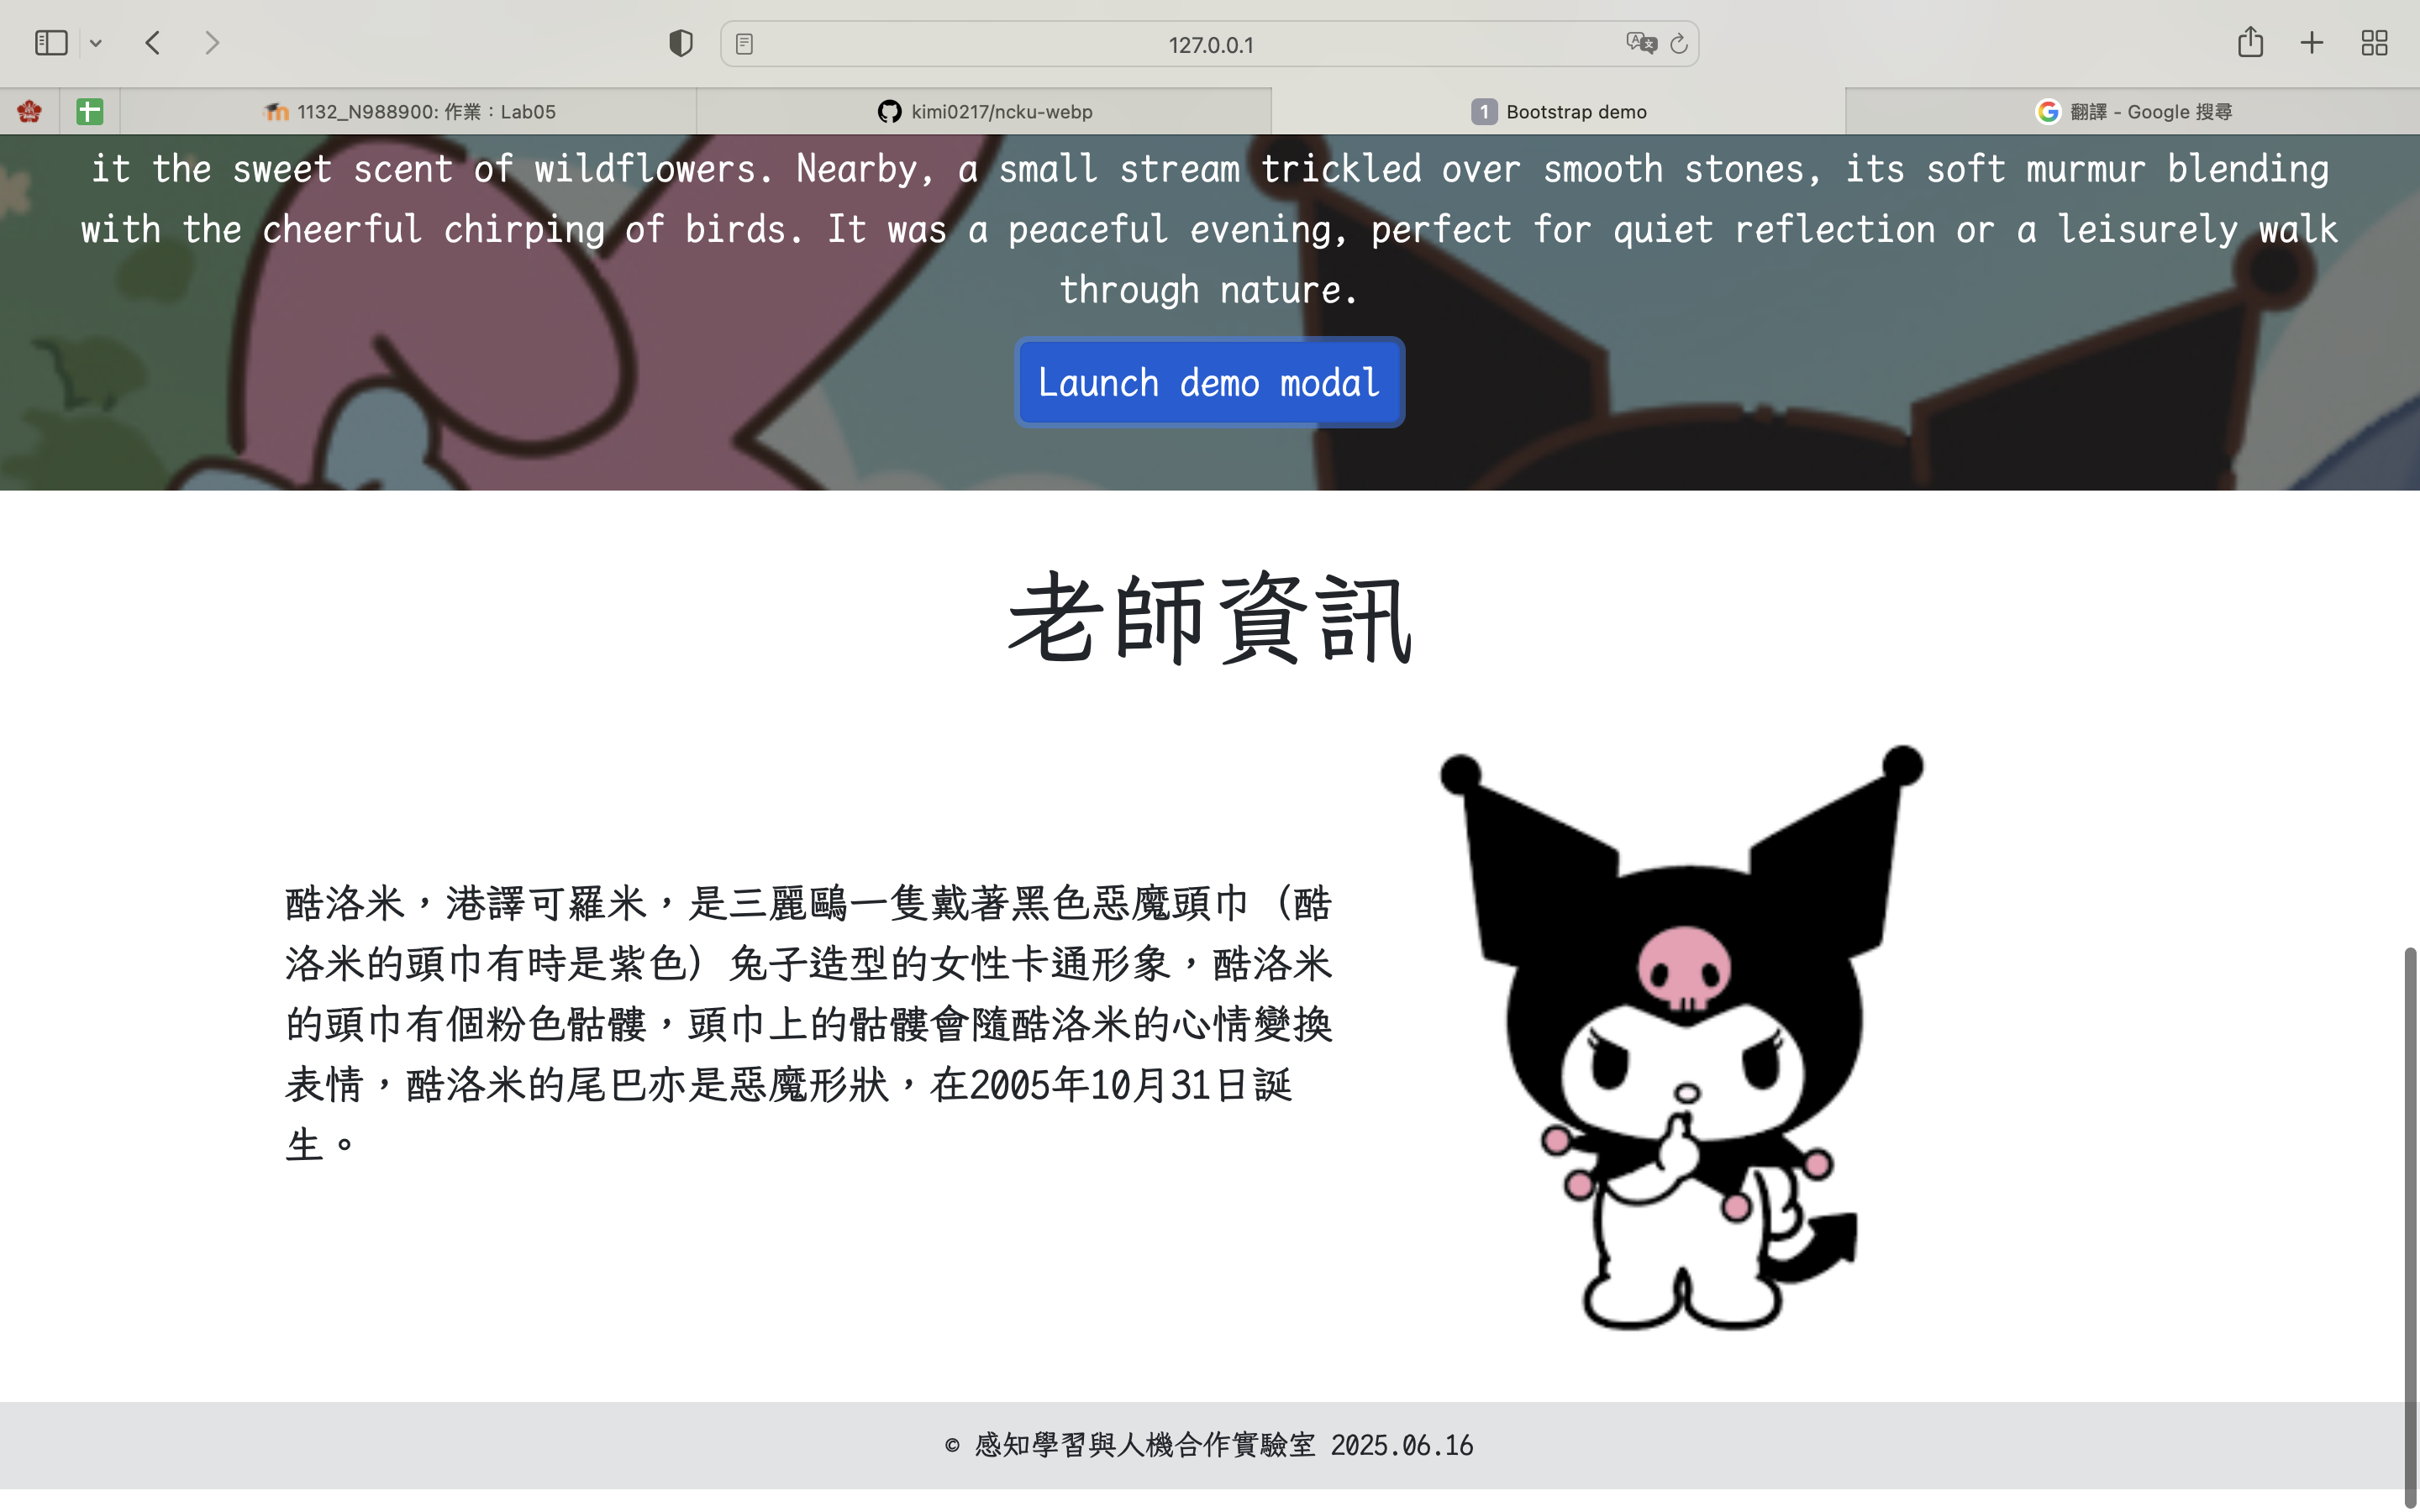 127.0.0.1
1132_N988900: 作業：Lab05
kimi0217/ncku-webp
1 Bootstrap demo
翻譯 - Google 搜尋
it the sweet scent of wildflowers. Nearby, a small stream trickled over smooth stones, its soft murmur blending
with the cheerful chirping of birds. It was a peaceful evening, perfect for quiet reflection or a leisurely walk
through nature.
Launch demo modal
老師資訊
酷洛米，港譯可羅米，是三麗鷗一隻戴著黑色惡魔頭巾（酷
洛米的頭巾有時是紫色）兔子造型的女性卡通形象，酷洛米
的頭巾有個粉色骷髏，頭巾上的骷髏會隨酷洛米的心情變換
表情，酷洛米的尾巴亦是惡魔形狀，在2005年10月31日誕
生。
© 感知學習與人機合作實驗室 2025.06.16